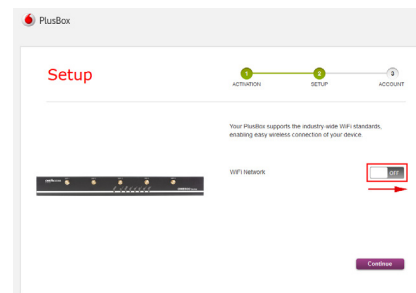 PlusBox
Setup
1
2
3
ACTIVATION
SETUP
ACCOUNT
Your PlusBox supports the industry-wide WiFi standards,
enabling easy wireless connection of your device
WiFi Network
OFF
Continue